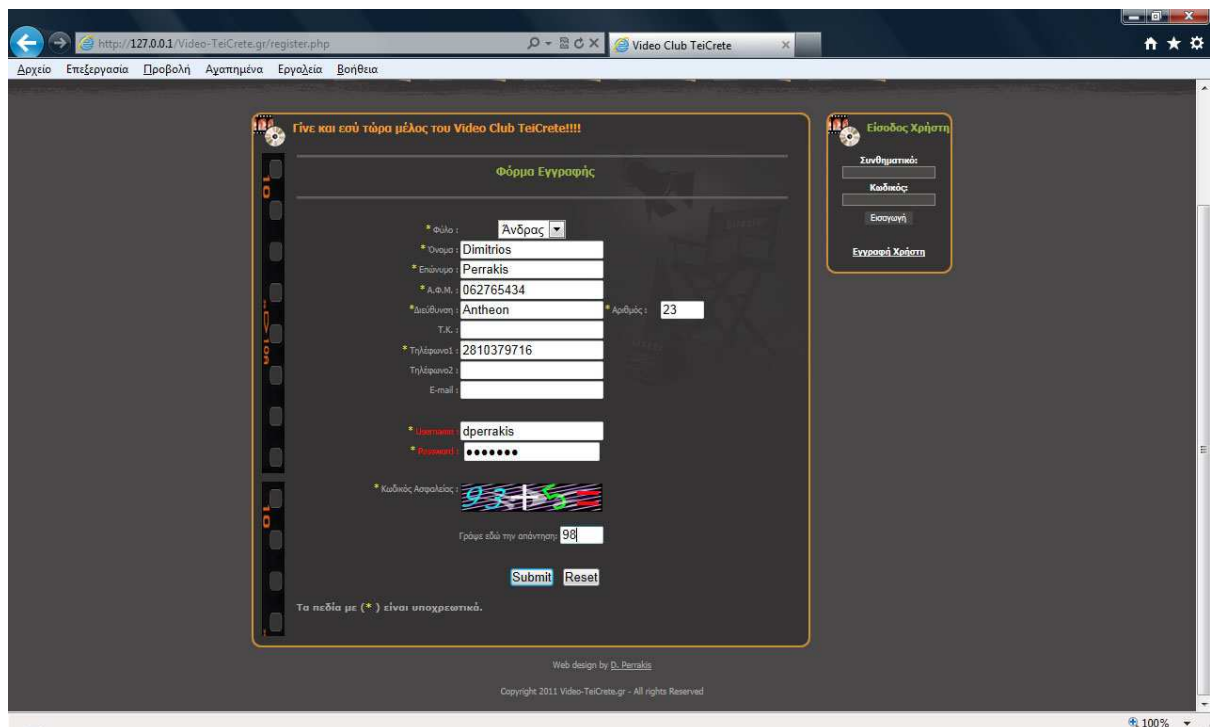 http://127.0.0.1/Video-TeiCrete.gr/register.php
Video Club TeiCrete
Αρχείο Επεξεργασία Προβολή Αγαπημένα Εργαλεία Βοήθεια
Γίνε και εσύ τώρα μέλος του Video Club TeiCrete!!!!
Φόρμα Εγγραφής
* Φύλο : Άνδρας
* Όνομα : Dimitrios
* Επώνυμο : Perrakis
* Α.Φ.Μ. : 062765434
*Διεύθυνση : Antheon * Αριθμός : 23
Τ.Κ. :
* Τηλέφωνο1 : 2810379716
Τηλέφωνο2 :
E-mail :
* Username : dperrakis
* Password : •••••••
* Κωδικός Ασφαλείας : 93+5=
Γράψε εδώ την απάντηση: 98
Submit Reset
Τα πεδία με (* ) είναι υποχρεωτικά.
Είσοδος Χρήστη
Συνθηματικό:
Κωδικός:
Εισαγωγή
Εγγραφή Χρήστη
Web design by D. Perrakis
Copyright 2011 Video-TeiCrete.gr - All rights Reserved
100%